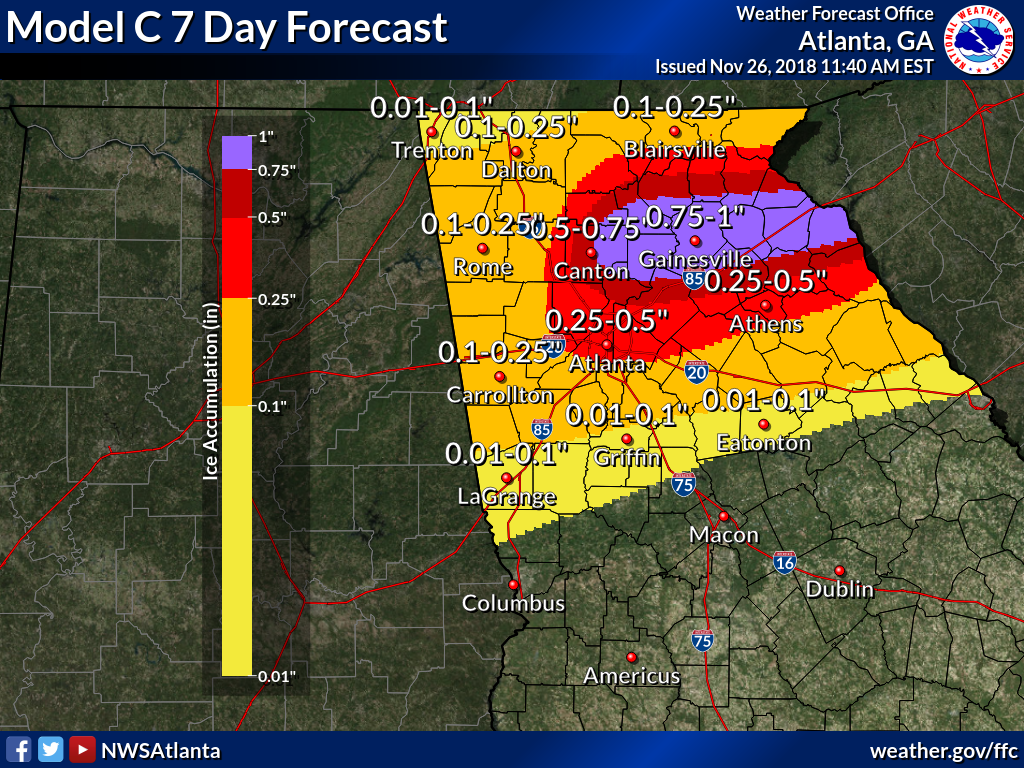 Model C 7 Day Forecast
Weather Forecast Office
Atlanta, GA
Issued Nov 26, 2018 11:40 AM EST
NATIONAL WEATHER SERVICE
Ice Accumulation(in)
1"
0.75"
0.5"
0.25"
0.1"
0.01"
0.01-0.1"
Trenton
0.1-0.25"
Dalton
0.1-0.25"
Blairsville
0.1-0.25"
Rome
0.5-0.75"
Canton
0.75-1"
Gainesville
85
0.25-0.5"
Athens
0.25-0.5"
Atlanta
20
20
0.1-0.25"
Carrollton
85
0.01-0.1"
Griffin
0.01-0.1"
Eatonton
0.01-0.1"
LaGrange
75
Macon
16
Dublin
Columbus
75
Americus
NWSAtlanta
weather.gov/ffc